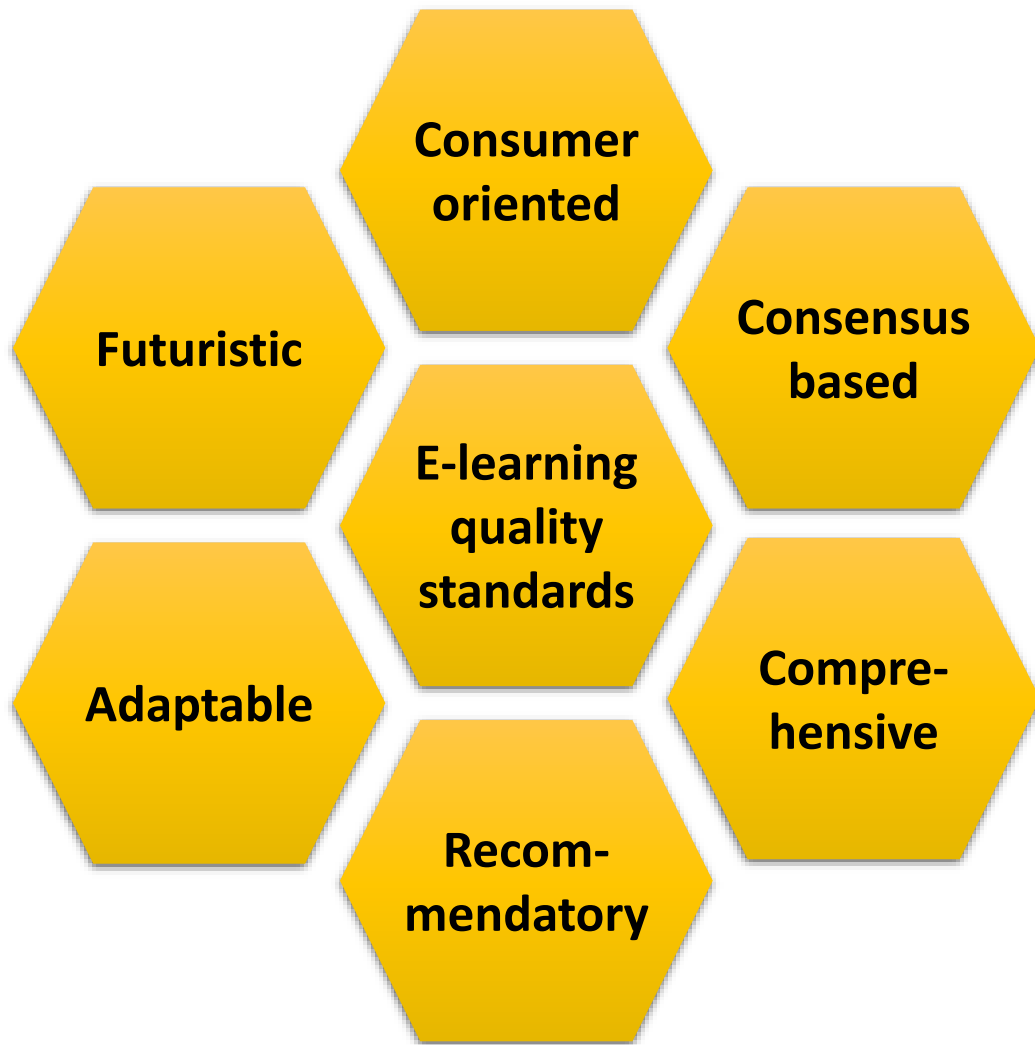 Consumer
oriented
Futuristic
Consensus
based
E-learning
quality
standards
Adaptable
Compre-
hensive
Recom-
mendatory